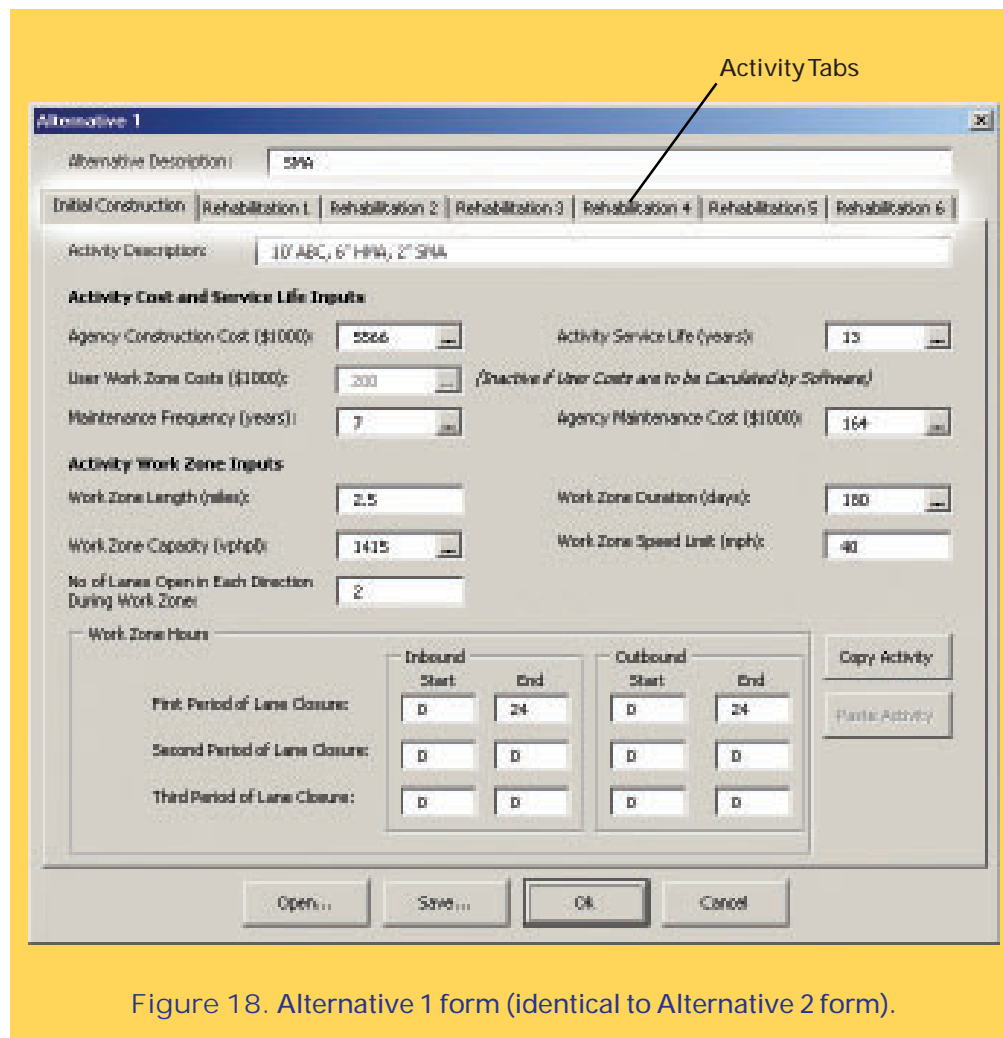 Activity Tabs
Alternative 1
Alternative Description: SMA
Initial Construction Rehabilitation 1 Rehabilitation 2 Rehabilitation 3 Rehabilitation 4 Rehabilitation 5 Rehabilitation 6
Activity Description: 10" ABC, 6" HMA, 2" SMA
Activity Cost and Service Life Inputs
Agency Construction Cost ($1000): 5566 ... Activity Service Life (years): 13 ...
User Work Zone Costs ($1000): 200 ... (Inactive if User Costs are to be Caculated by Software)
Maintenance Frequency (years): 7 ... Agency Maintenance Cost ($1000): 164 ...
Activity Work Zone Inputs
Work Zone Length (miles): 2.5 Work Zone Duration (days): 180 ...
Work Zone Capacity (vphpl): 1415 ... Work Zone Speed Limit (mph): 40
No of Lanes Open in Each Direction
During Work Zone: 2
Work Zone Hours
Inbound Outbound Copy Activity
Start End Start End
First Period of Lane Closure: 0 24 0 24 Paste Activity
Second Period of Lane Closure: 0 0 0 0
Third Period of Lane Closure: 0 0 0 0
Open... Save... Ok Cancel
Figure 18. Alternative 1 form (identical to Alternative 2 form).